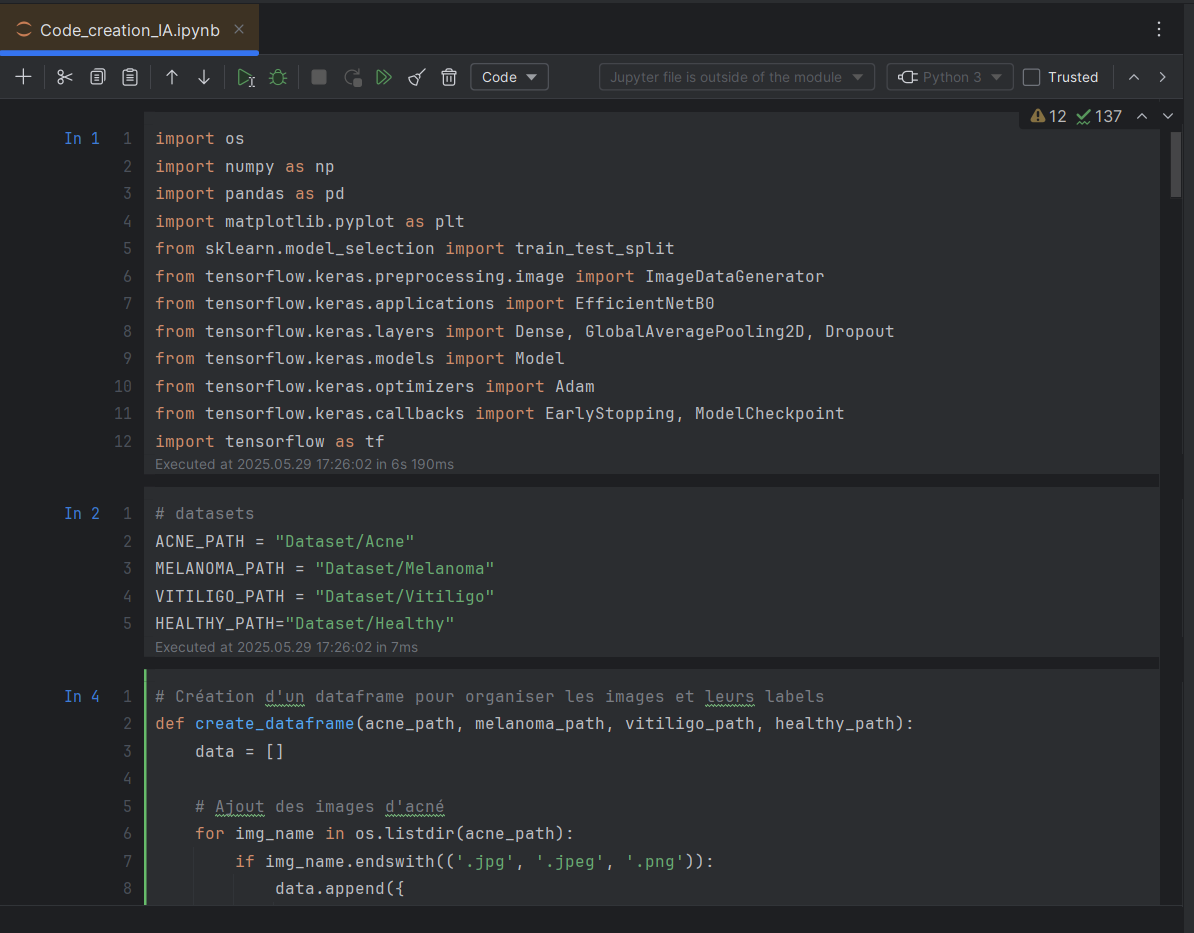 Code_creation_IA.ipynb
Code
Jupyter file is outside of the module
Python 3
Trusted
12 137
In 1
1 import os
2 import numpy as np
3 import pandas as pd
4 import matplotlib.pyplot as plt
5 from sklearn.model_selection import train_test_split
6 from tensorflow.keras.preprocessing.image import ImageDataGenerator
7 from tensorflow.keras.applications import EfficientNetB0
8 from tensorflow.keras.layers import Dense, GlobalAveragePooling2D, Dropout
9 from tensorflow.keras.models import Model
10 from tensorflow.keras.optimizers import Adam
11 from tensorflow.keras.callbacks import EarlyStopping, ModelCheckpoint
12 import tensorflow as tf
Executed at 2025.05.29 17:26:02 in 6s 190ms
In 2
1 # datasets
2 ACNE_PATH = "Dataset/Acne"
3 MELANOMA_PATH = "Dataset/Melanoma"
4 VITILIGO_PATH = "Dataset/Vitiligo"
5 HEALTHY_PATH="Dataset/Healthy"
Executed at 2025.05.29 17:26:02 in 7ms
In 4
1 # Création d'un dataframe pour organiser les images et leurs labels
2 def create_dataframe(acne_path, melanoma_path, vitiligo_path, healthy_path):
3     data = []
4
5     # Ajout des images d'acné
6     for img_name in os.listdir(acne_path):
7         if img_name.endswith(('.jpg', '.jpeg', '.png')):
8             data.append({